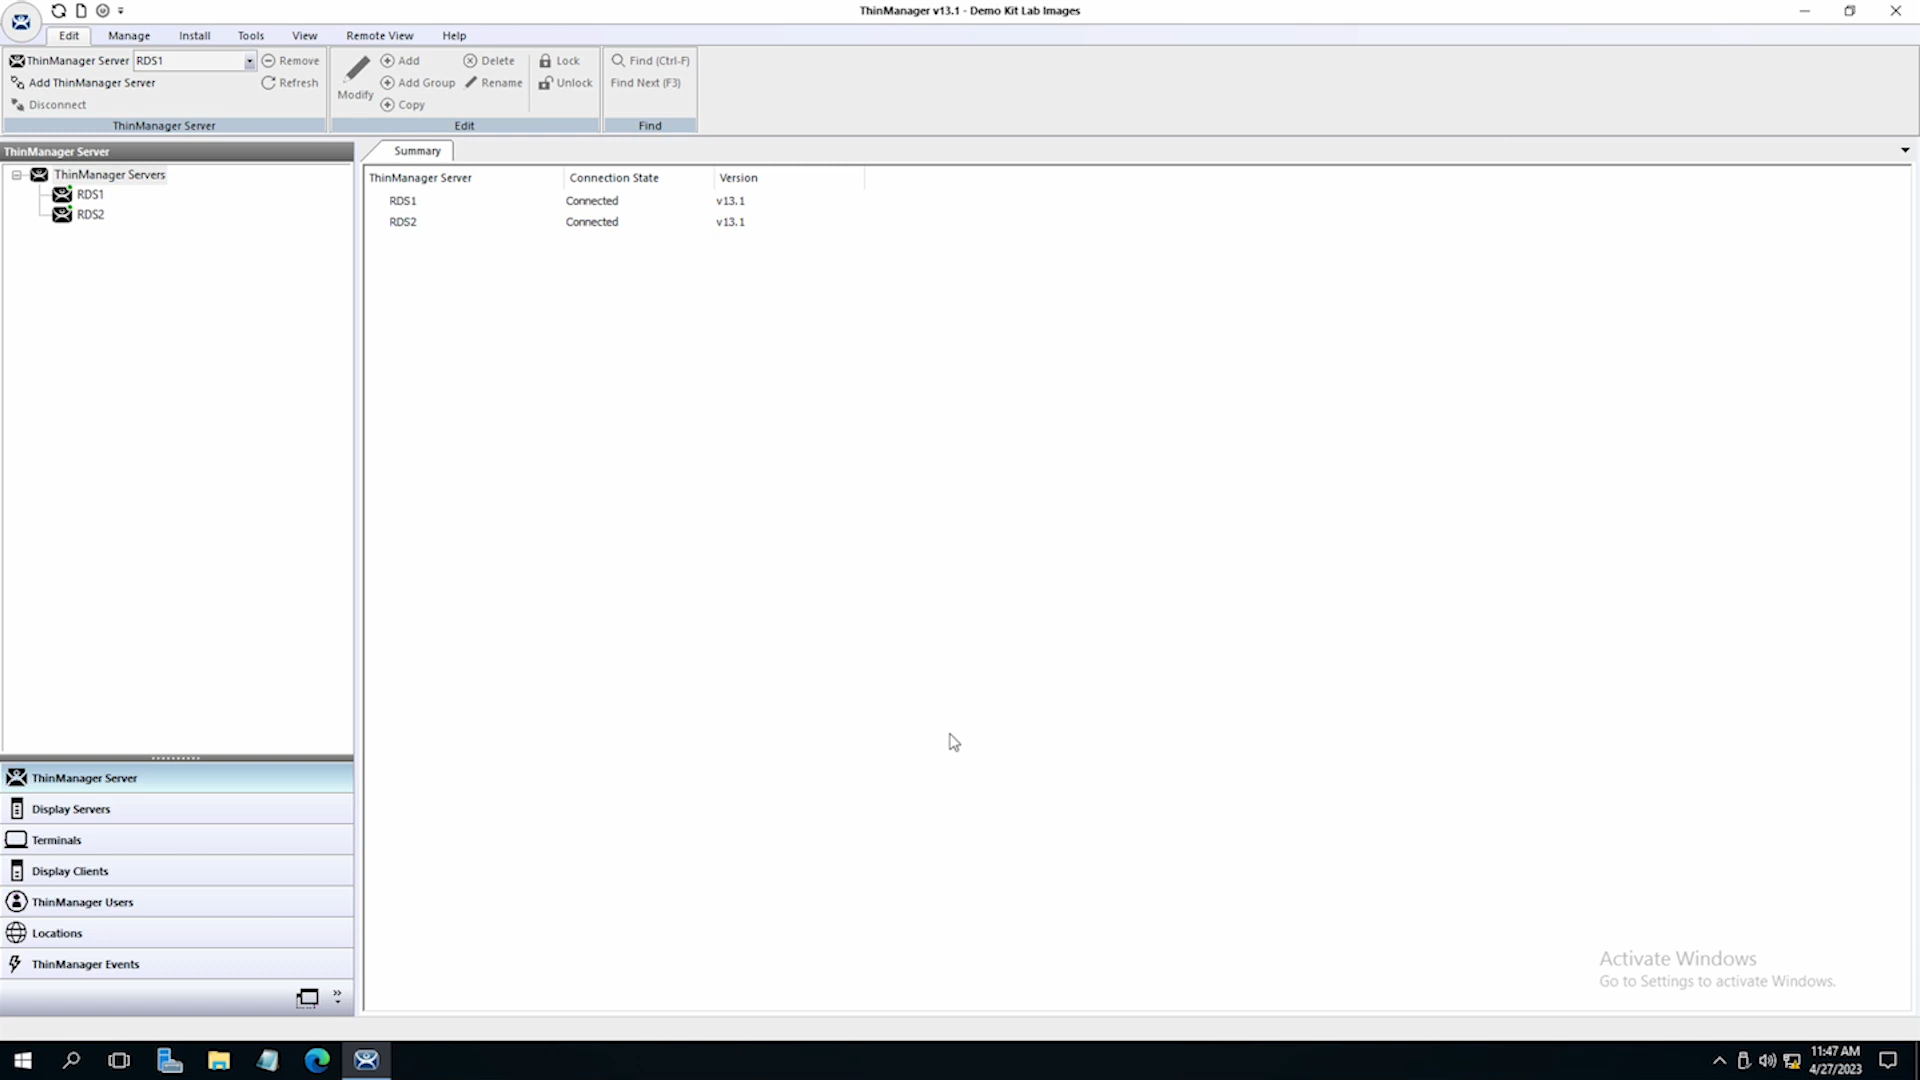 ThinManager v13.1 - Demo Kit Lab Images
Edit Manage Install Tools View Remote View Help
ThinManager Server RDS1 Remove
Add ThinManager Server Refresh
Disconnect
ThinManager Server
Modify
Add Delete Lock
Add Group Rename Unlock
Copy
Edit
Find (Ctrl-F)
Find Next (F3)
Find
ThinManager Server
ThinManager Servers
RDS1
RDS2
Summary
ThinManager Server Connection State Version
RDS1 Connected v13.1
RDS2 Connected v13.1
ThinManager Server
Display Servers
Terminals
Display Clients
ThinManager Users
Locations
ThinManager Events
Activate Windows
Go to Settings to activate Windows.
11:47 AM
4/27/2023